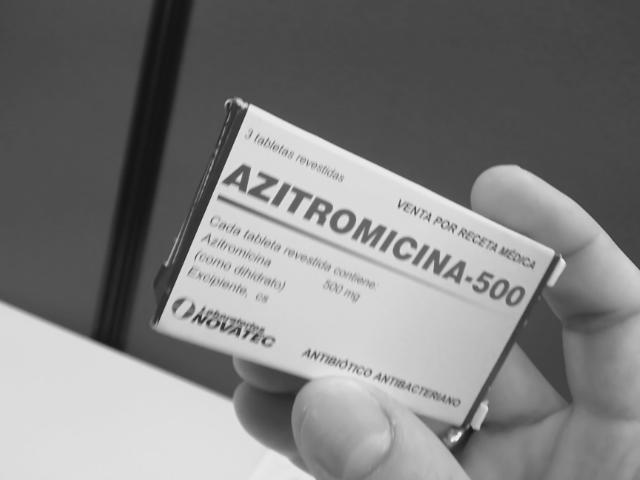 3 tabletas revestidas
AZITROMICINA-500
VENTA POR RECETA MÉDICA
Cada tableta revestida contiene:
Azitromicina 500 mg
(como dihidrato)
Excipiente, cs
Laboratorios
NOVATEC
ANTIBIÓTICO ANTIBACTERIANO